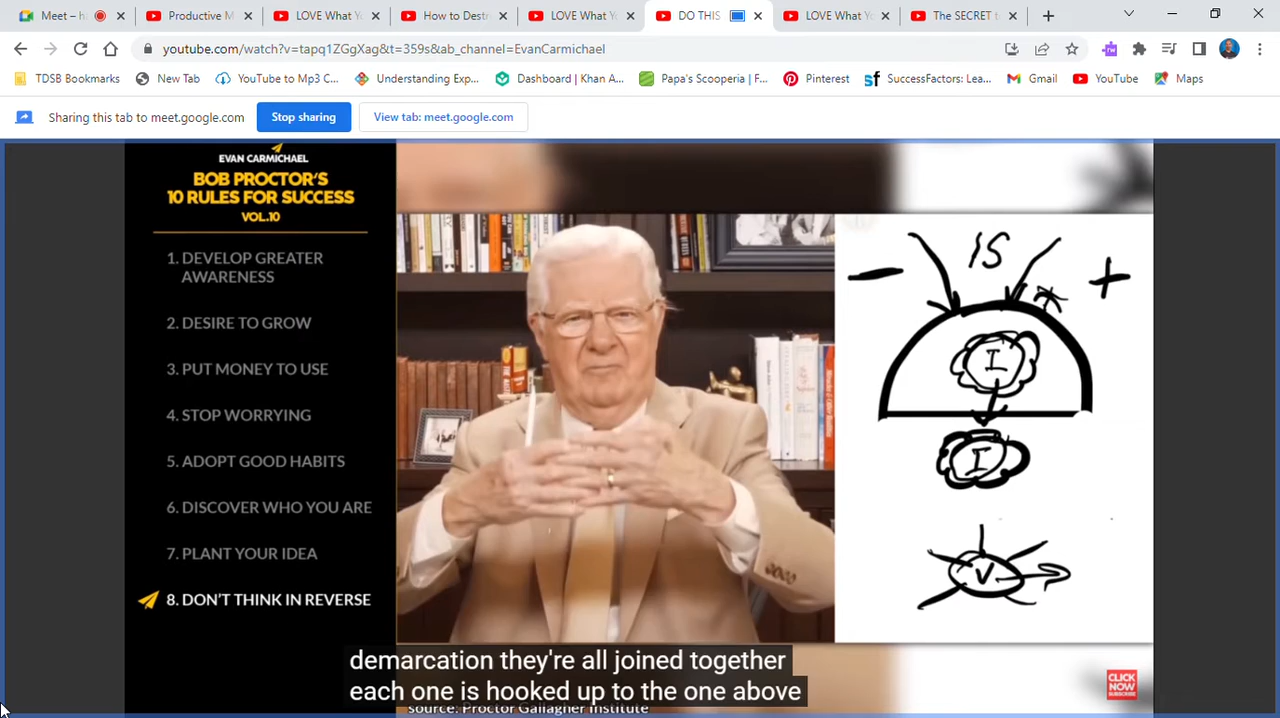 Meet – h
Productive M
LOVE What Yo
How to Destr
LOVE What Yo
DO THIS
LOVE What Yo
The SECRET t
youtube.com/watch?v=tapq1ZGgXag&t=359s&ab_channel=EvanCarmichael
TDSB Bookmarks
New Tab
YouTube to Mp3 C...
Understanding Exp...
Dashboard | Khan A...
Papa's Scooperia | F...
Pinterest
SuccessFactors: Lea...
Gmail
YouTube
Maps
Sharing this tab to meet.google.com
Stop sharing
View tab: meet.google.com
EVAN CARMICHAEL
BOB PROCTOR'S
10 RULES FOR SUCCESS
VOL.10
1. DEVELOP GREATER
AWARENESS
2. DESIRE TO GROW
3. PUT MONEY TO USE
4. STOP WORRYING
5. ADOPT GOOD HABITS
6. DISCOVER WHO YOU ARE
7. PLANT YOUR IDEA
8. DON'T THINK IN REVERSE
IS
− +
I
I
V
demarcation they're all joined together
each one is hooked up to the one above
source: Proctor Gallagher Institute
CLICK
NOW
SUBSCRIBE